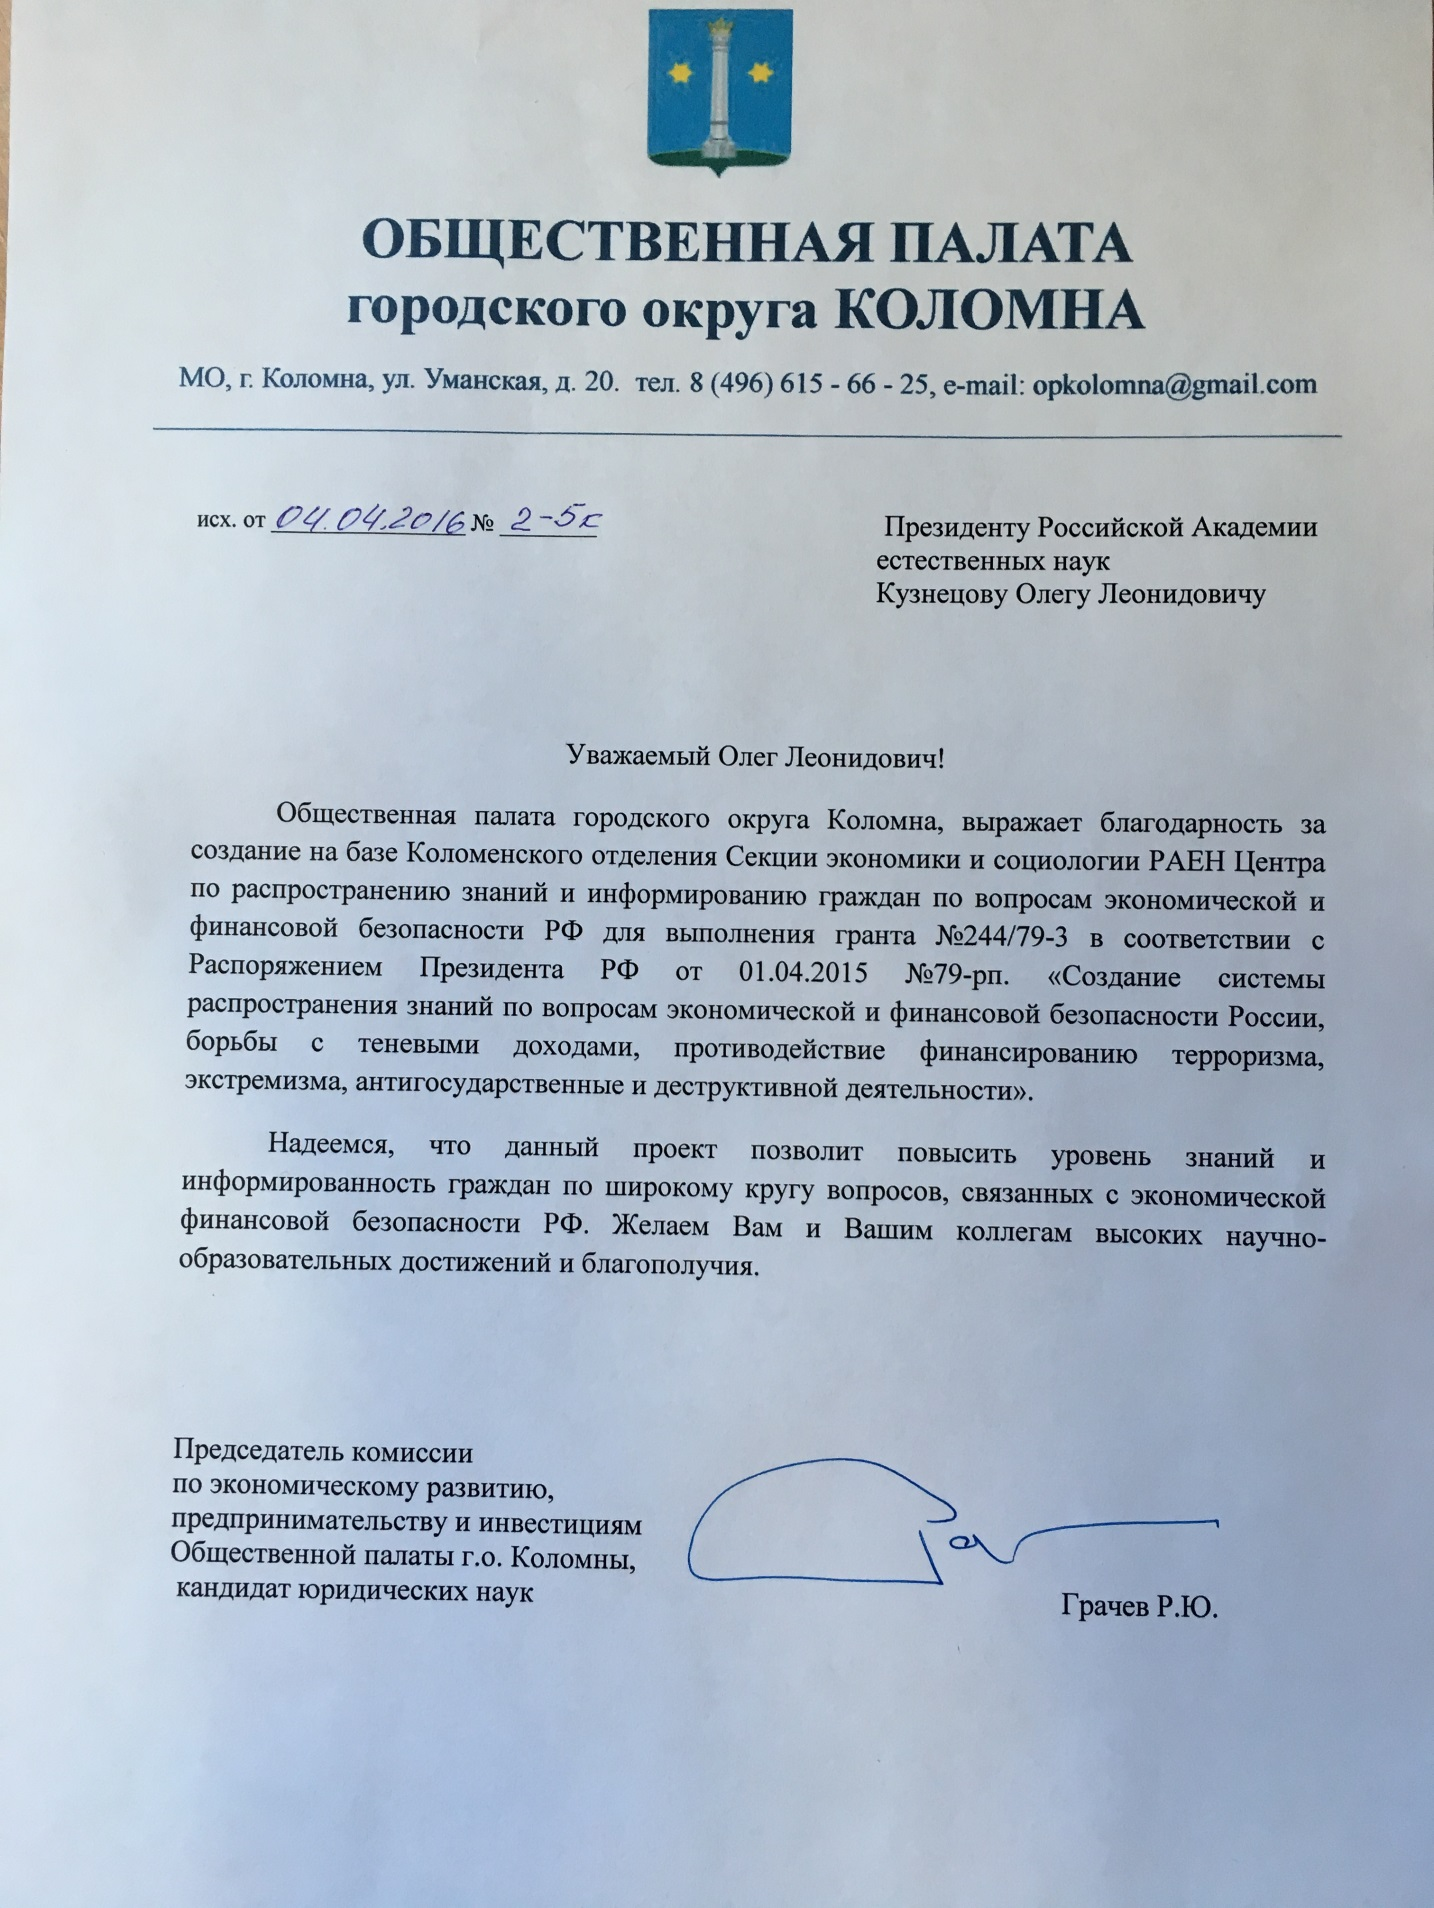 ОБЩЕСТВЕННАЯ ПАЛАТА
городского округа КОЛОМНА
МО, г. Коломна, ул. Уманская, д. 20. тел. 8 (496) 615 - 66 - 25, e-mail: opkolomna@gmail.com
исх. от 04.04.2016 № 2-5к
Президенту Российской Академии
естественных наук
Кузнецову Олегу Леонидовичу
Уважаемый Олег Леонидович!
Общественная палата городского округа Коломна, выражает благодарность за
создание на базе Коломенского отделения Секции экономики и социологии РАЕН Центра
по распространению знаний и информированию граждан по вопросам экономической и
финансовой безопасности РФ для выполнения гранта №244/79-3 в соответствии с
Распоряжением Президента РФ от 01.04.2015 №79-рп. «Создание системы
распространения знаний по вопросам экономической и финансовой безопасности России,
борьбы с теневыми доходами, противодействие финансированию терроризма,
экстремизма, антигосударственные и деструктивной деятельности».
Надеемся, что данный проект позволит повысить уровень знаний и
информированность граждан по широкому кругу вопросов, связанных с экономической
финансовой безопасности РФ. Желаем Вам и Вашим коллегам высоких научно-
образовательных достижений и благополучия.
Председатель комиссии
по экономическому развитию,
предпринимательству и инвестициям
Общественной палаты г.о. Коломны,
кандидат юридических наук
Грачев Р.Ю.